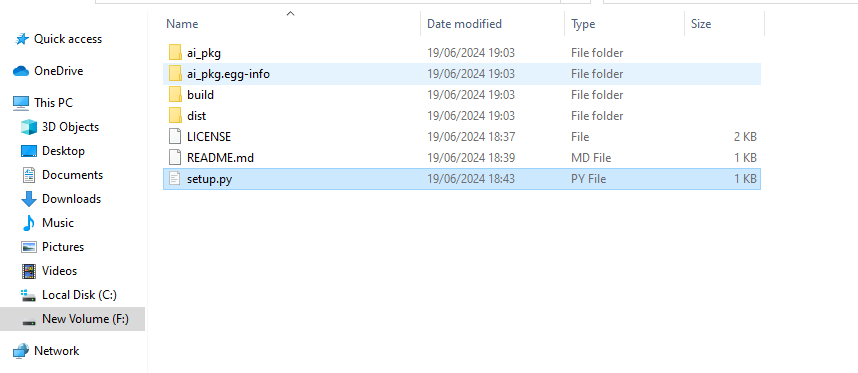 Name Date modified Type Size
Quick access
OneDrive
This PC
3D Objects
Desktop
Documents
Downloads
Music
Pictures
Videos
Local Disk (C:)
New Volume (F:)
Network
ai_pkg 19/06/2024 19:03 File folder
ai_pkg.egg-info 19/06/2024 19:03 File folder
build 19/06/2024 19:03 File folder
dist 19/06/2024 19:03 File folder
LICENSE 19/06/2024 18:37 File 2 KB
README.md 19/06/2024 18:39 MD File 1 KB
setup.py 19/06/2024 18:43 PY File 1 KB